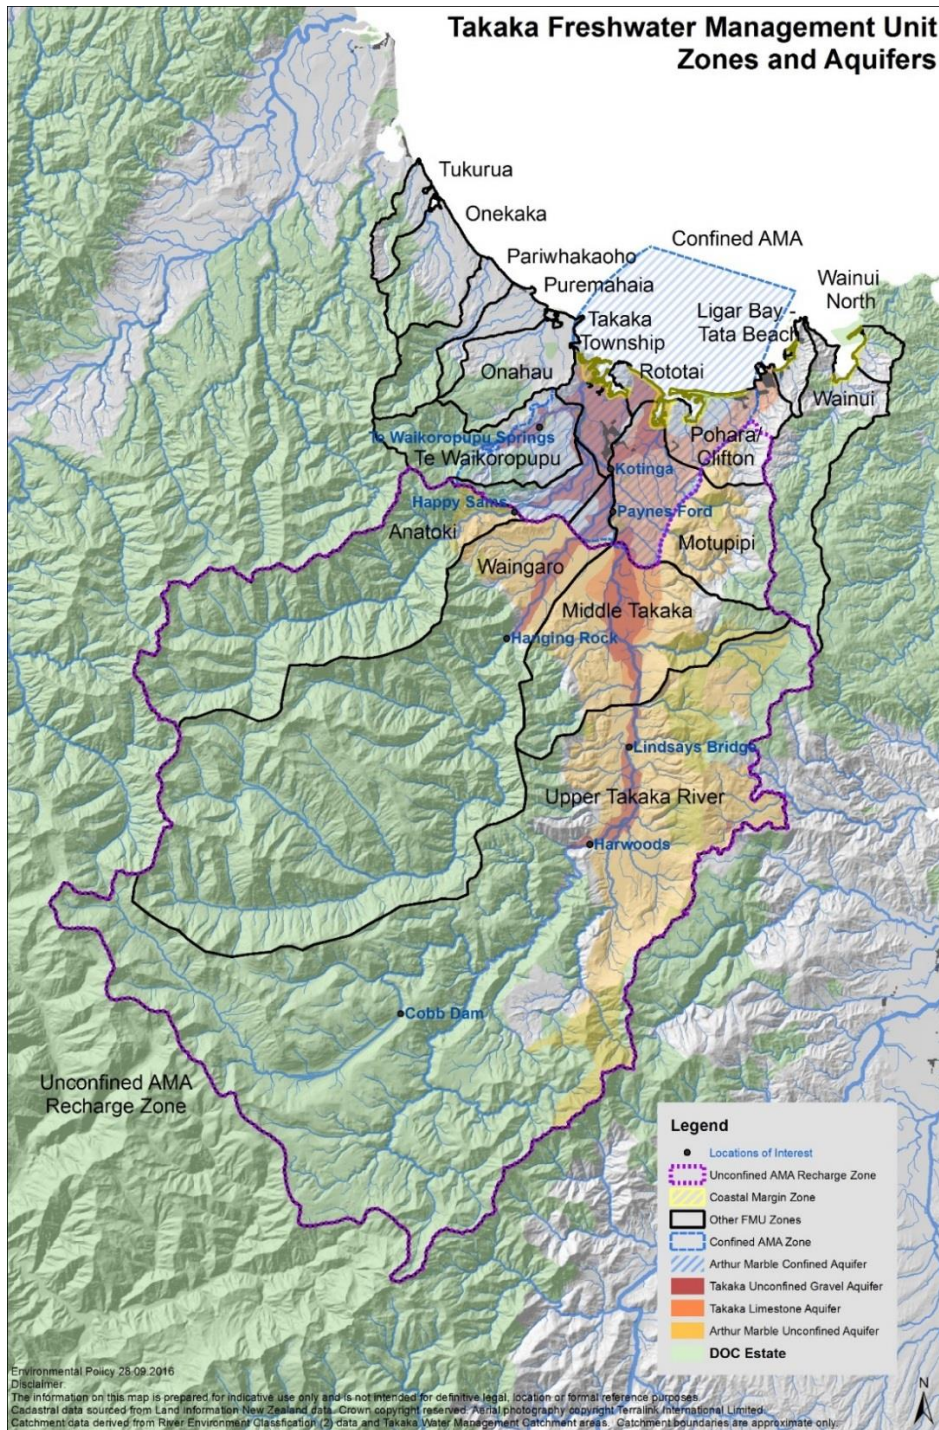 Takaka Freshwater Management Unit
Zones and Aquifers
Tukurua
Onekaka
Pariwhakaoho
Puremahaia
Confined AMA
Wainui
North
Takaka
Township
Ligar Bay -
Tata Beach
Onahau
Rototai
Wainui
Te Waikoropupu Springs
Te Waikoropupu
Pohara/
Clifton
Kotinga
Happy Sams
Paynes Ford
Anatoki
Motupipi
Waingaro
Middle Takaka
Hanging Rock
Lindsays Bridge
Upper Takaka River
Harwoods
Cobb Dam
Unconfined AMA
Recharge Zone
Legend
Locations of Interest
Unconfined AMA Recharge Zone
Coastal Margin Zone
Other FMU Zones
Confined AMA Zone
Arthur Marble Confined Aquifer
Takaka Unconfined Gravel Aquifer
Takaka Limestone Aquifer
Arthur Marble Unconfined Aquifer
DOC Estate
N
Environmental Policy 28.09.2016
Disclaimer:
The information on this map is prepared for indicative use only and is not intended for definitive legal, location or formal reference purposes.
Cadastral data sourced from Land Information New Zealand data. Crown copyright reserved. Aerial photography copyright Terralink International Limited.
Catchment data derived from River Environment Classfication (2) data and Takaka Water Management Catchment areas. Catchment boundaries are approximate only.